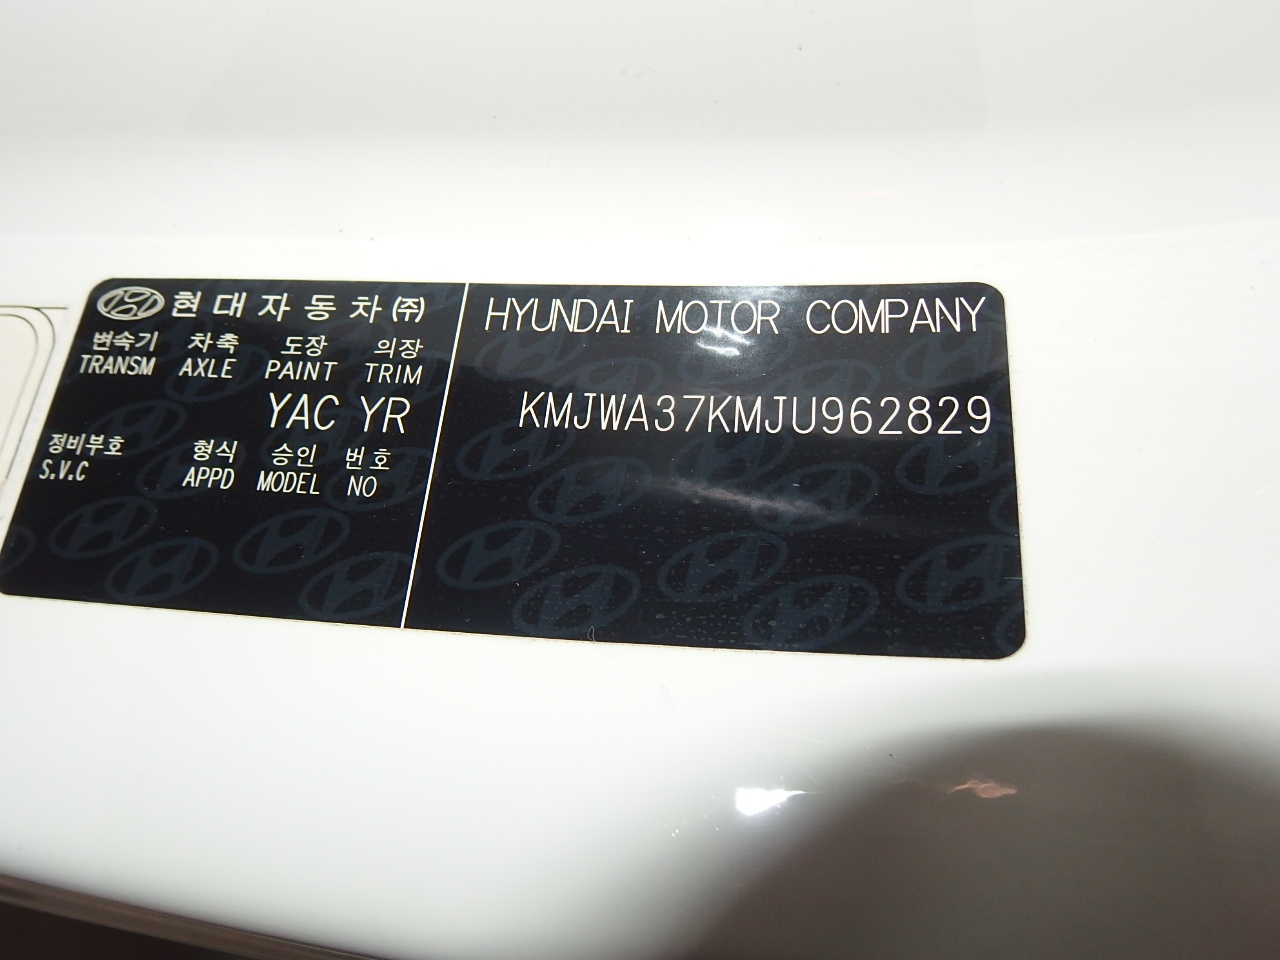 현대자동차(주)
변속기 차축 도장 의장
TRANSM AXLE PAINT TRIM
YAC YR
정비부호 형식 승인 번호
S.V.C APPD MODEL NO
HYUNDAI MOTOR COMPANY
KMJWA37KMJU962829